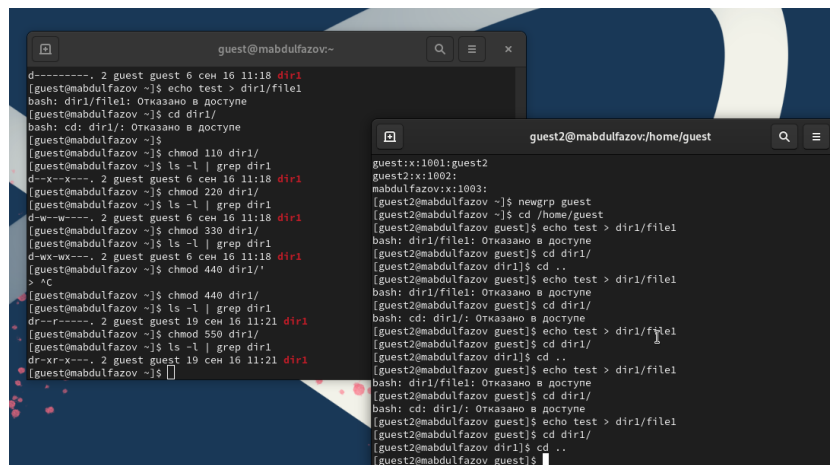 guest@mabdulfazov:~
d---------. 2 guest guest 6 сен 16 11:18 dir1
[guest@mabdulfazov ~]$ echo test > dir1/file1
bash: dir1/file1: Отказано в доступе
[guest@mabdulfazov ~]$ cd dir1/
bash: cd: dir1/: Отказано в доступе
[guest@mabdulfazov ~]$
[guest@mabdulfazov ~]$ chmod 110 dir1/
[guest@mabdulfazov ~]$ ls -l | grep dir1
d--x--x---. 2 guest guest 6 сен 16 11:18 dir1
[guest@mabdulfazov ~]$ chmod 220 dir1/
[guest@mabdulfazov ~]$ ls -l | grep dir1
d-w--w----. 2 guest guest 6 сен 16 11:18 dir1
[guest@mabdulfazov ~]$ chmod 330 dir1/
[guest@mabdulfazov ~]$ ls -l | grep dir1
d-wx-wx---. 2 guest guest 6 сен 16 11:18 dir1
[guest@mabdulfazov ~]$ chmod 440 dir1/'
> ^C
[guest@mabdulfazov ~]$ chmod 440 dir1/
[guest@mabdulfazov ~]$ ls -l | grep dir1
dr--r-----. 2 guest guest 19 сен 16 11:21 dir1
[guest@mabdulfazov ~]$ chmod 550 dir1/
[guest@mabdulfazov ~]$ ls -l | grep dir1
dr-xr-x---. 2 guest guest 19 сен 16 11:21 dir1
[guest@mabdulfazov ~]$
guest2@mabdulfazov:/home/guest
guest:x:1001:guest2
guest2:x:1002:
mabdulfazov:x:1003:
[guest2@mabdulfazov ~]$ newgrp guest
[guest2@mabdulfazov ~]$ cd /home/guest
[guest2@mabdulfazov guest]$ echo test > dir1/file1
bash: dir1/file1: Отказано в доступе
[guest2@mabdulfazov guest]$ cd dir1/
[guest2@mabdulfazov dir1]$ cd ..
[guest2@mabdulfazov guest]$ echo test > dir1/file1
bash: dir1/file1: Отказано в доступе
[guest2@mabdulfazov guest]$ cd dir1/
bash: cd: dir1/: Отказано в доступе
[guest2@mabdulfazov guest]$ echo test > dir1/file1
[guest2@mabdulfazov guest]$ cd dir1/
[guest2@mabdulfazov dir1]$ cd ..
[guest2@mabdulfazov guest]$ echo test > dir1/file1
bash: dir1/file1: Отказано в доступе
[guest2@mabdulfazov guest]$ cd dir1/
bash: cd: dir1/: Отказано в доступе
[guest2@mabdulfazov guest]$ echo test > dir1/file1
[guest2@mabdulfazov guest]$ cd dir1/
[guest2@mabdulfazov dir1]$ cd ..
[guest2@mabdulfazov guest]$